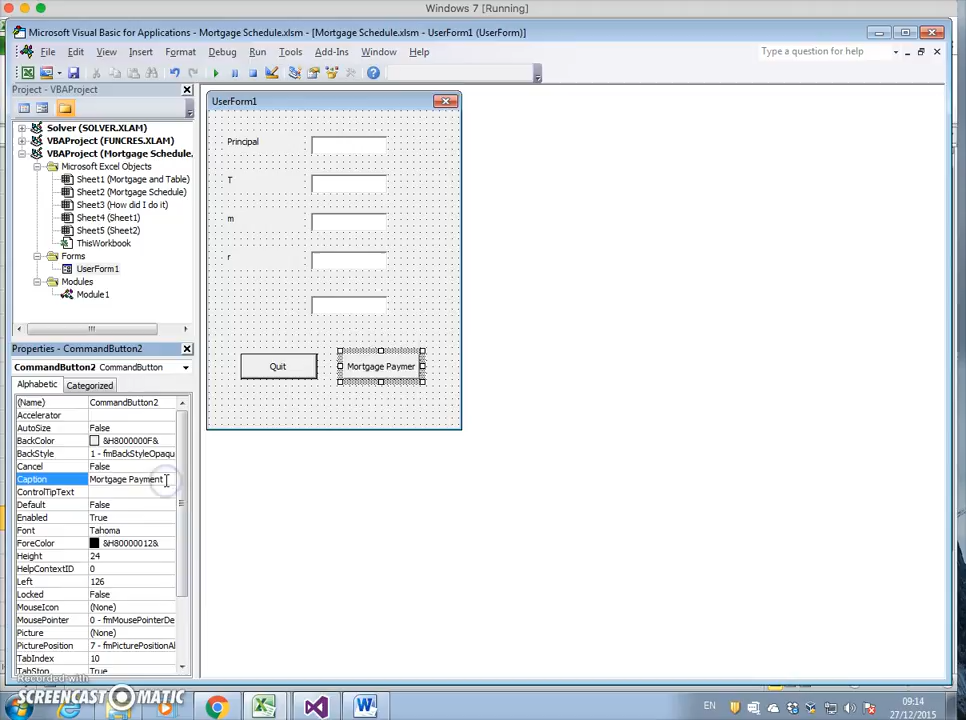 Windows 7 [Running]
Microsoft Visual Basic for Applications - Mortgage Schedule.xlsm - [Mortgage Schedule.xlsm - UserForm1 (UserForm)]
File Edit View Insert Format Debug Run Tools Add-Ins Window Help
Type a question for help
Project - VBAProject
Solver (SOLVER.XLAM)
VBAProject (FUNCRES.XLAM)
VBAProject (Mortgage Schedule.
Microsoft Excel Objects
Sheet1 (Mortgage and Table)
Sheet2 (Mortgage Schedule)
Sheet3 (How did I do it)
Sheet4 (Sheet1)
Sheet5 (Sheet2)
ThisWorkbook
Forms
UserForm1
Modules
Module1
Properties - CommandButton2
CommandButton2 CommandButton
Alphabetic Categorized
(Name) CommandButton2
Accelerator
AutoSize False
BackColor &H8000000F&
BackStyle 1 - fmBackStyleOpaqu
Cancel False
Caption Mortgage Payment
ControlTipText
Default False
Enabled True
Font Tahoma
ForeColor &H80000012&
Height 24
HelpContextID 0
Left 126
Locked False
MouseIcon (None)
MousePointer 0 - fmMousePointerDe
Picture (None)
PicturePosition 7 - fmPicturePositionAl
TabIndex 10
TabStop True
UserForm1
Principal
T
m
r
Quit
Mortgage Paymer
Recorded with
SCREENCAST MATIC
EN
09:14
27/12/2015